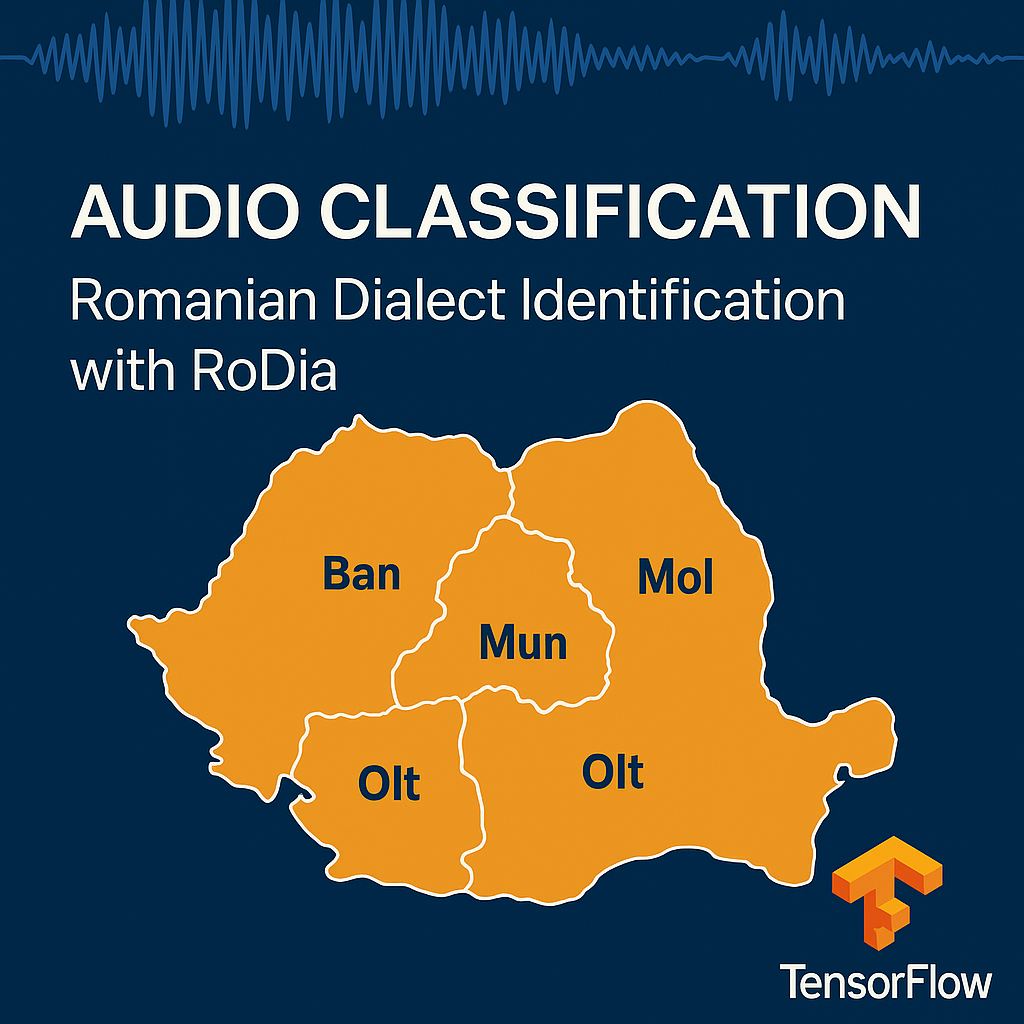 AUDIO CLASSIFICATION
Romanian Dialect Identification
with RoDia
Ban
Mol
Mun
Olt
Olt
TensorFlow